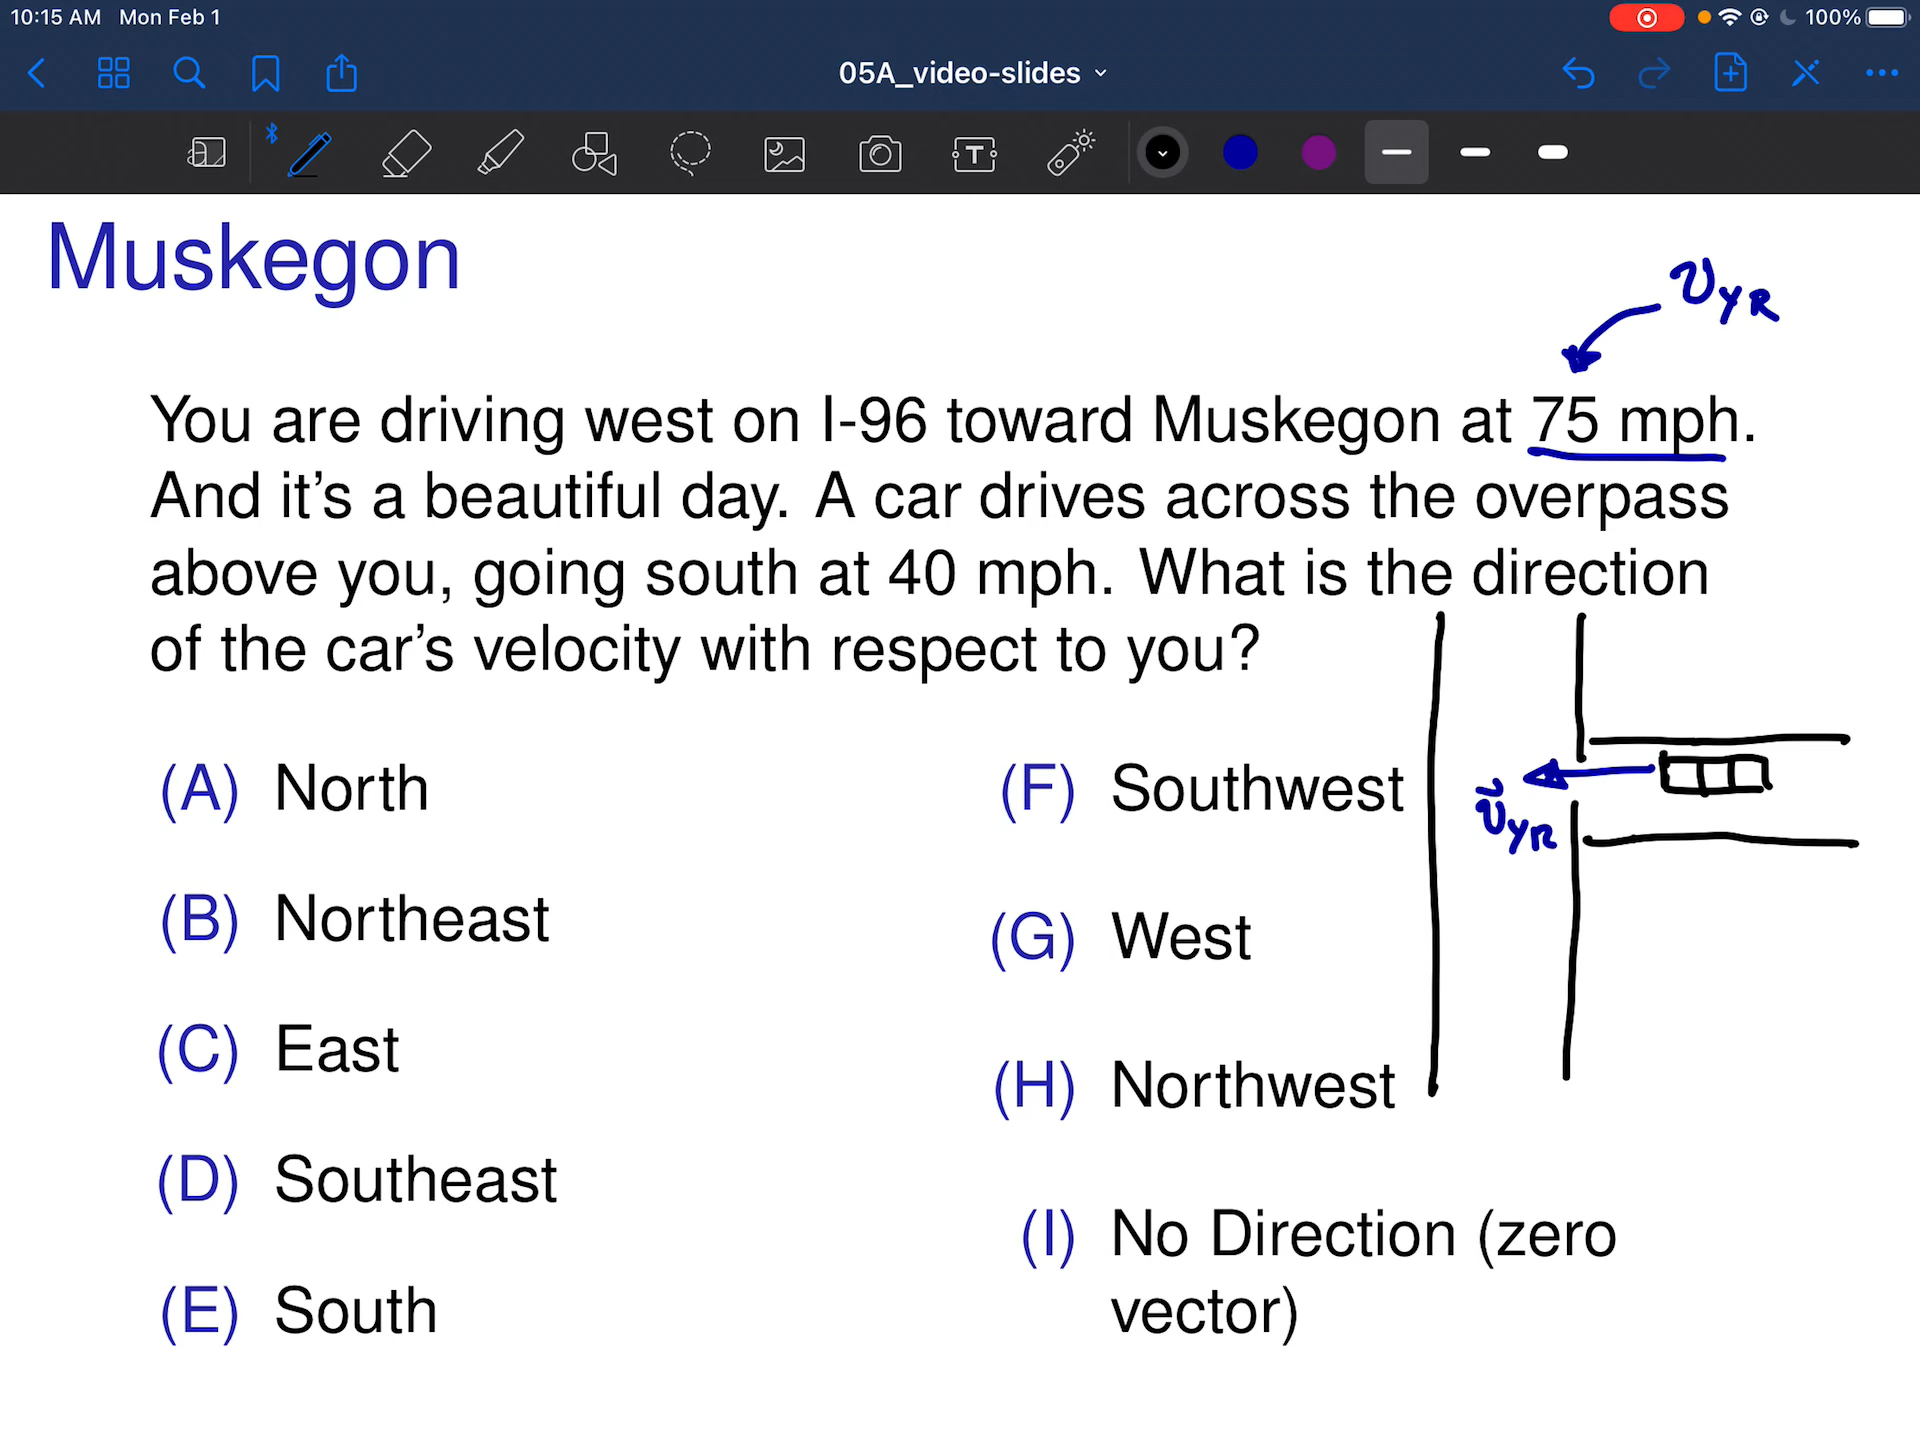 10:15 AM Mon Feb 1
100%
05A_video-slides
T
Muskegon
v YR
You are driving west on I-96 toward Muskegon at 75 mph.
And it’s a beautiful day. A car drives across the overpass
above you, going south at 40 mph. What is the direction
of the car’s velocity with respect to you?
(A) North
(B) Northeast
(C) East
(D) Southeast
(E) South
(F) Southwest
(G) West
(H) Northwest
(I) No Direction (zero
vector)
v⃗ YR